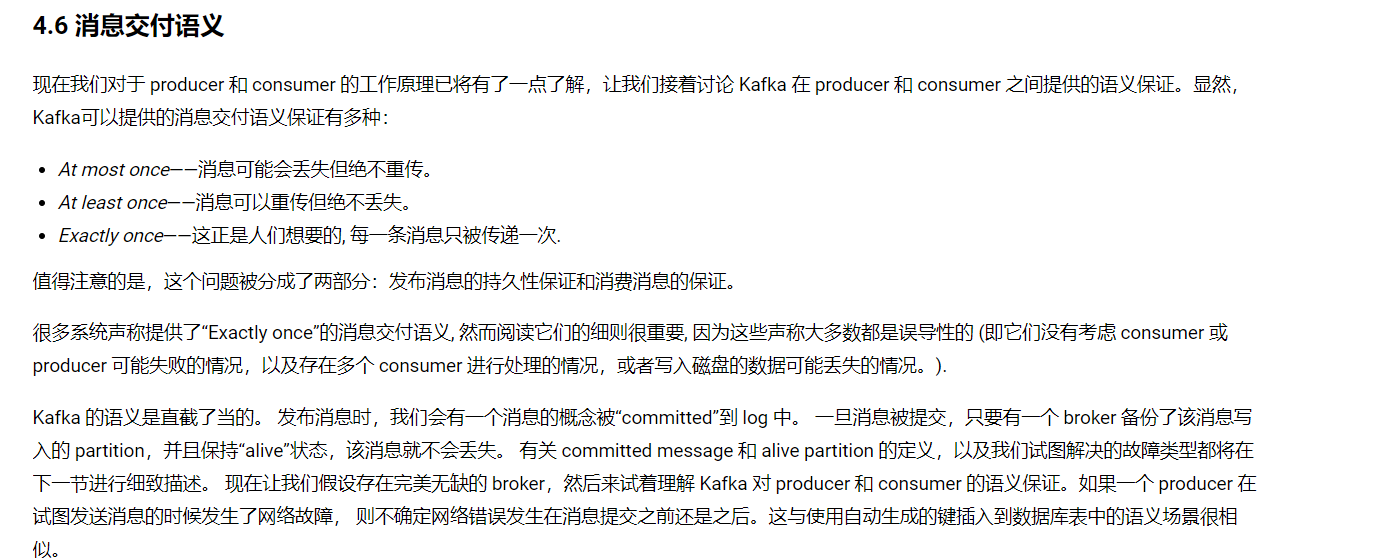 4.6 消息交付语义
现在我们对于 producer 和 consumer 的工作原理已将有了一点了解，让我们接着讨论 Kafka 在 producer 和 consumer 之间提供的语义保证。显然，
Kafka可以提供的消息交付语义保证有多种：
• At most once——消息可能会丢失但绝不重传。
• At least once——消息可以重传但绝不丢失。
• Exactly once——这正是人们想要的, 每一条消息只被传递一次.
值得注意的是，这个问题被分成了两部分：发布消息的持久性保证和消费消息的保证。
很多系统声称提供了“Exactly once”的消息交付语义, 然而阅读它们的细则很重要, 因为这些声称大多数都是误导性的 (即它们没有考虑 consumer 或
producer 可能失败的情况，以及存在多个 consumer 进行处理的情况，或者写入磁盘的数据可能丢失的情况。).
Kafka 的语义是直截了当的。 发布消息时，我们会有一个消息的概念被“committed”到 log 中。 一旦消息被提交，只要有一个 broker 备份了该消息写
入的 partition，并且保持“alive”状态，该消息就不会丢失。 有关 committed message 和 alive partition 的定义，以及我们试图解决的故障类型都将在
下一节进行细致描述。 现在让我们假设存在完美无缺的 broker，然后来试着理解 Kafka 对 producer 和 consumer 的语义保证。如果一个 producer 在
试图发送消息的时候发生了网络故障， 则不确定网络错误发生在消息提交之前还是之后。这与使用自动生成的键插入到数据库表中的语义场景很相
似。